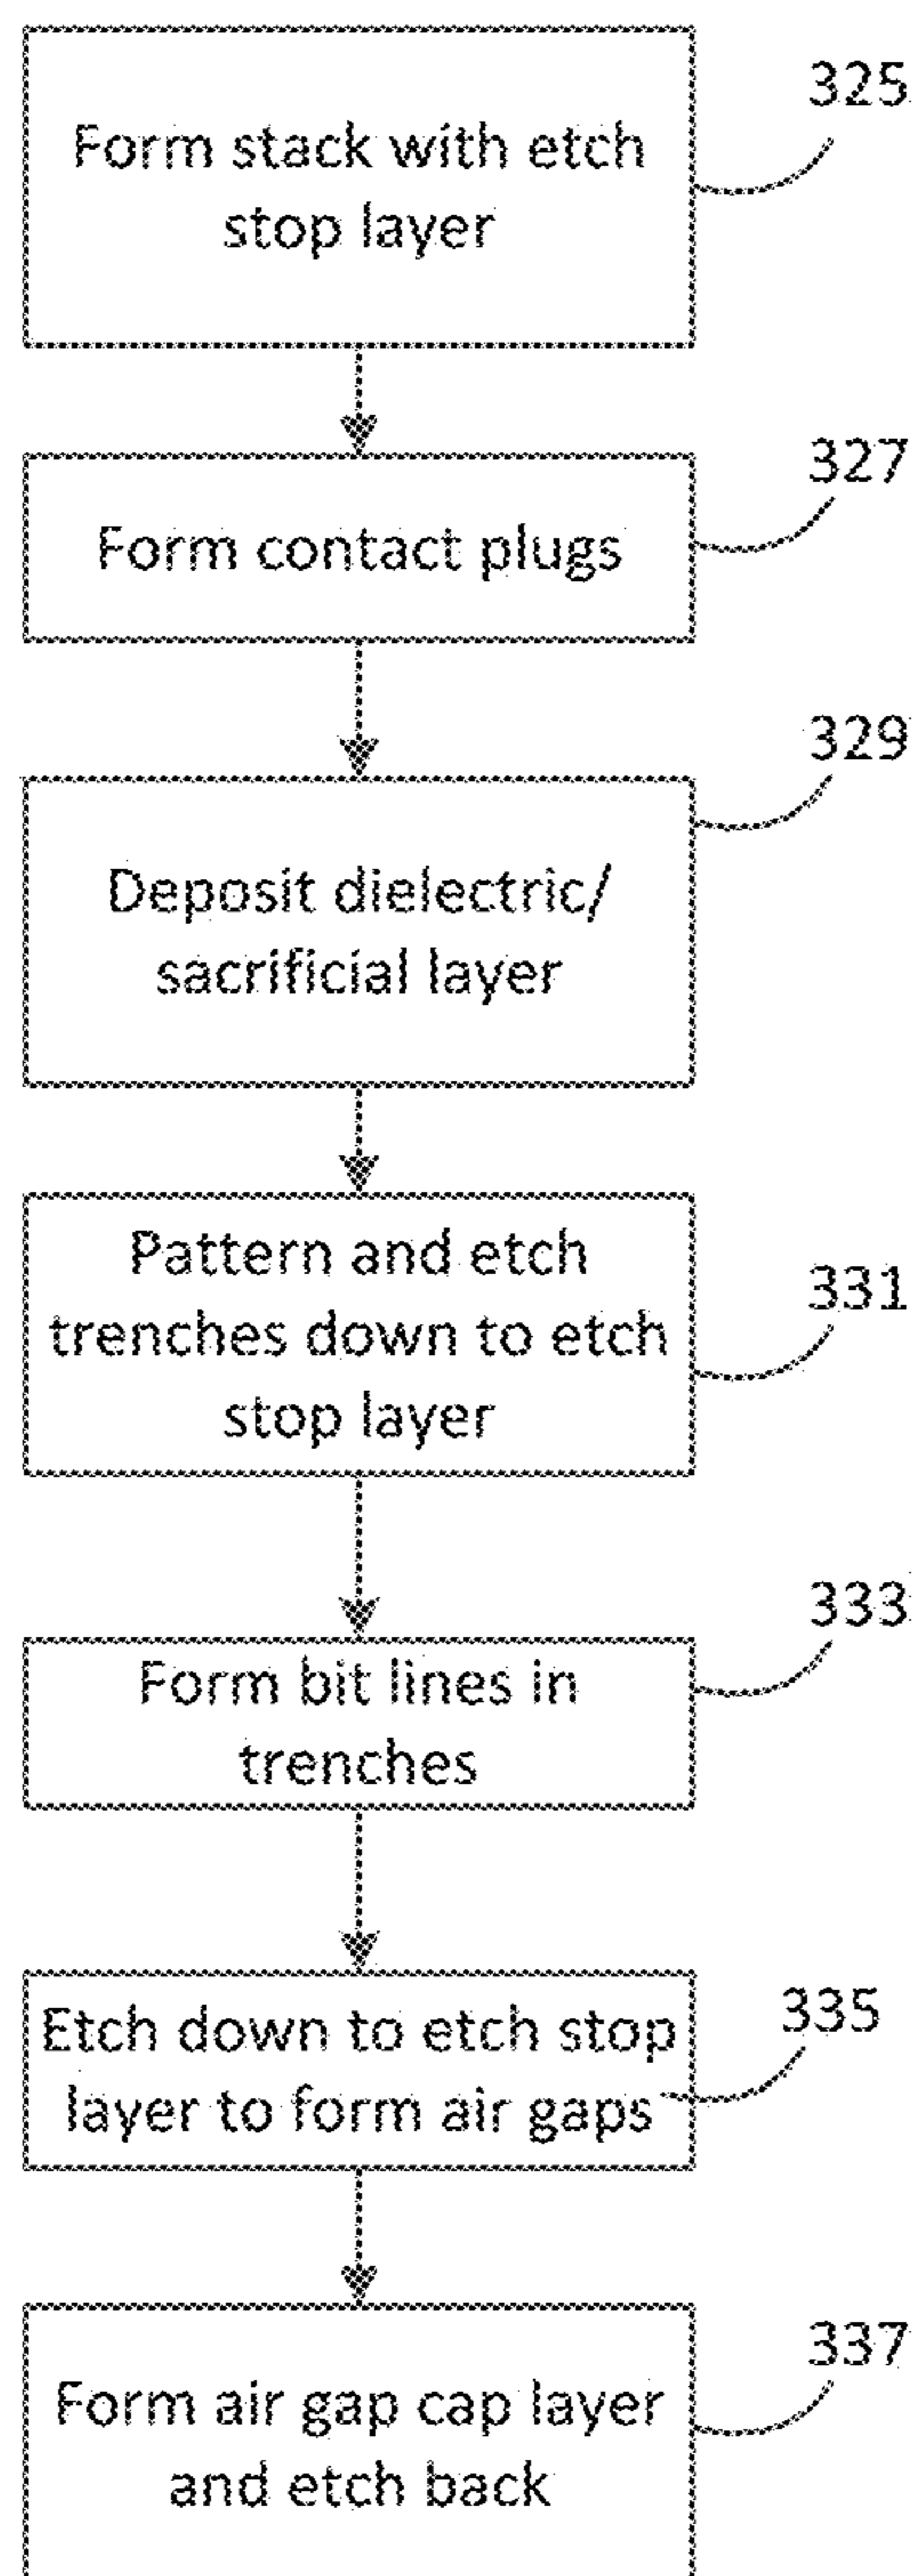 Form stack with etch
stop layer
325
Form contact plugs
327
Deposit dielectric/
sacrificial layer
329
Pattern and etch
trenches down to etch
stop layer
331
Form bit lines in
trenches
333
Etch down to etch stop
layer to form air gaps
335
Form air gap cap layer
and etch back
337